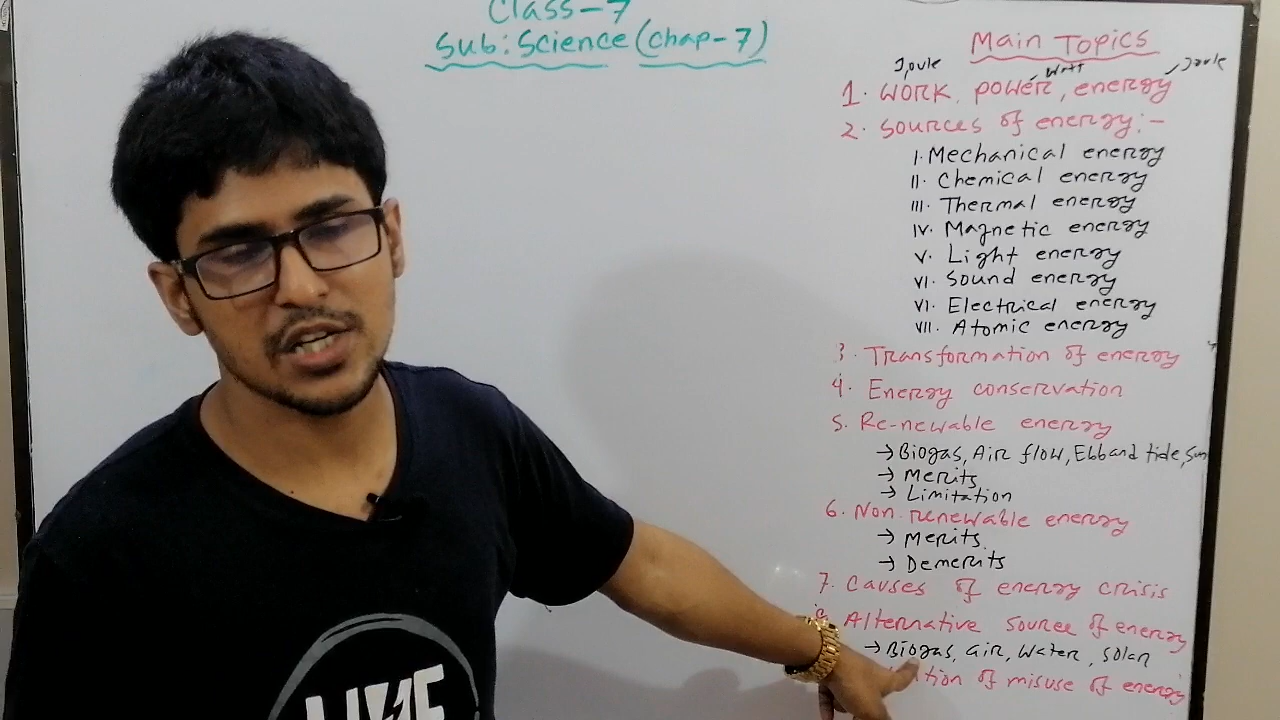 Class-7
Sub: Science (chap-7)
Main Topics
Joule
Watt
Joule
1. Work, power, energy
2. Sources of energy:-
I. Mechanical energy
II. Chemical energy
III. Thermal energy
IV. Magnetic energy
V. Light energy
VI. Sound energy
VI. Electrical energy
VII. Atomic energy
3. Transformation of energy
4. Energy conservation
5. Re-newable energy
→ Biogas, Air flow, Ebb and tide, Sun
→ Merits
→ Limitation
6. Non-renewable energy
→ Merits
→ Demerits
7. Causes of energy crisis
Alternative source of energy
→ Biogas, air, water, solar
of misuse of energy